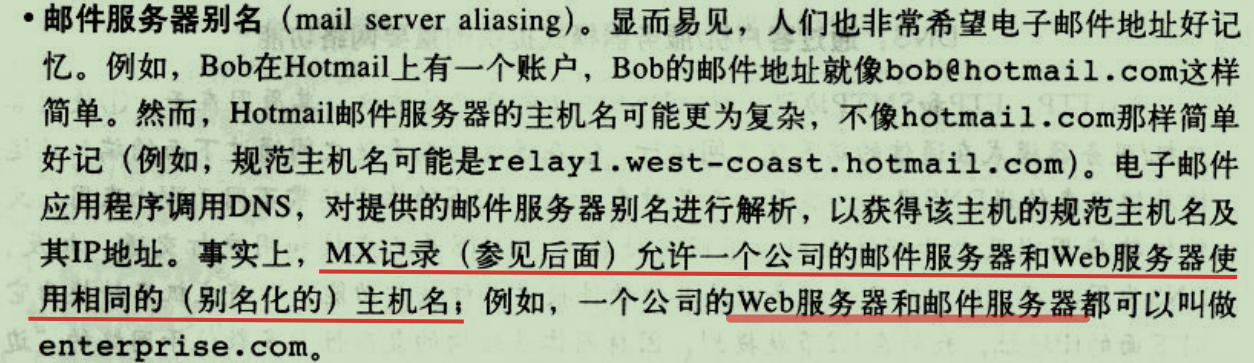 • 邮件服务器别名（mail server aliasing）。显而易见，人们也非常希望电子邮件地址好记
忆。例如，Bob在Hotmail上有一个账户，Bob的邮件地址就像bob@hotmail.com这样
简单。然而，Hotmail邮件服务器的主机名可能更为复杂，不像hotmail.com那样简单
好记（例如，规范主机名可能是relay1.west-coast.hotmail.com）。电子邮件
应用程序调用DNS，对提供的邮件服务器别名进行解析，以获得该主机的规范主机名及
其IP地址。事实上，MX记录（参见后面）允许一个公司的邮件服务器和Web服务器使
用相同的（别名化的）主机名；例如，一个公司的Web服务器和邮件服务器都可以叫做
enterprise.com。